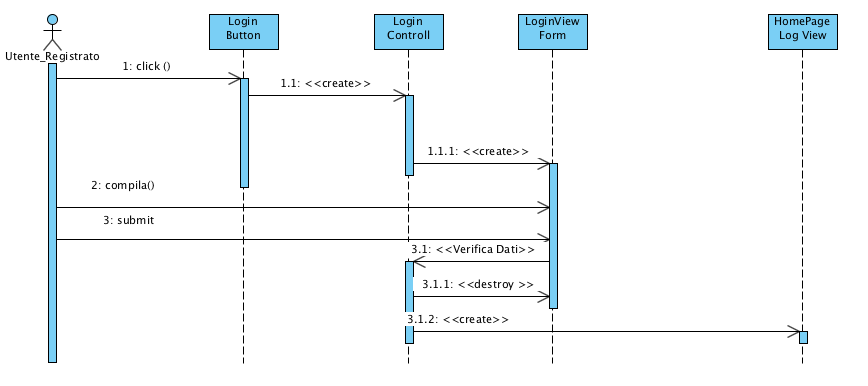 Login
Button
Login
Controll
LoginView
Form
HomePage
Log View
Utente_Registrato
1: click ()
1.1: <<create>>
1.1.1: <<create>>
2: compila()
3: submit
3.1: <<Verifica Dati>>
3.1.1: <<destroy >>
3.1.2: <<create>>